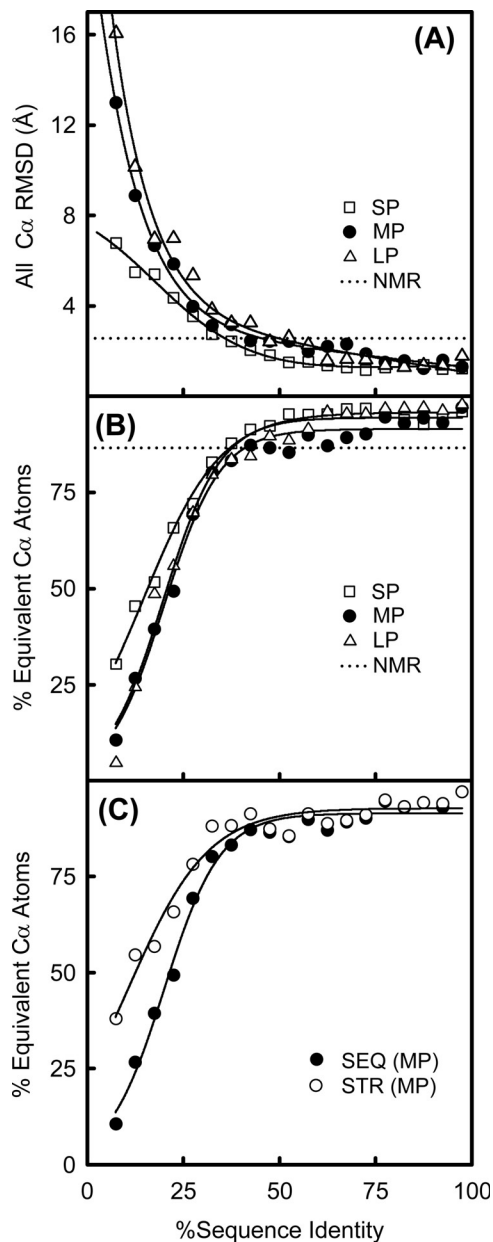 (A)
16
12
8
4
All Cα RMSD (Å)
SP
MP
LP
NMR
(B)
75
50
25
% Equivalent Cα Atoms
SP
MP
LP
NMR
(C)
75
50
25
0
% Equivalent Cα Atoms
SEQ (MP)
STR (MP)
0 25 50 75 100
%Sequence Identity